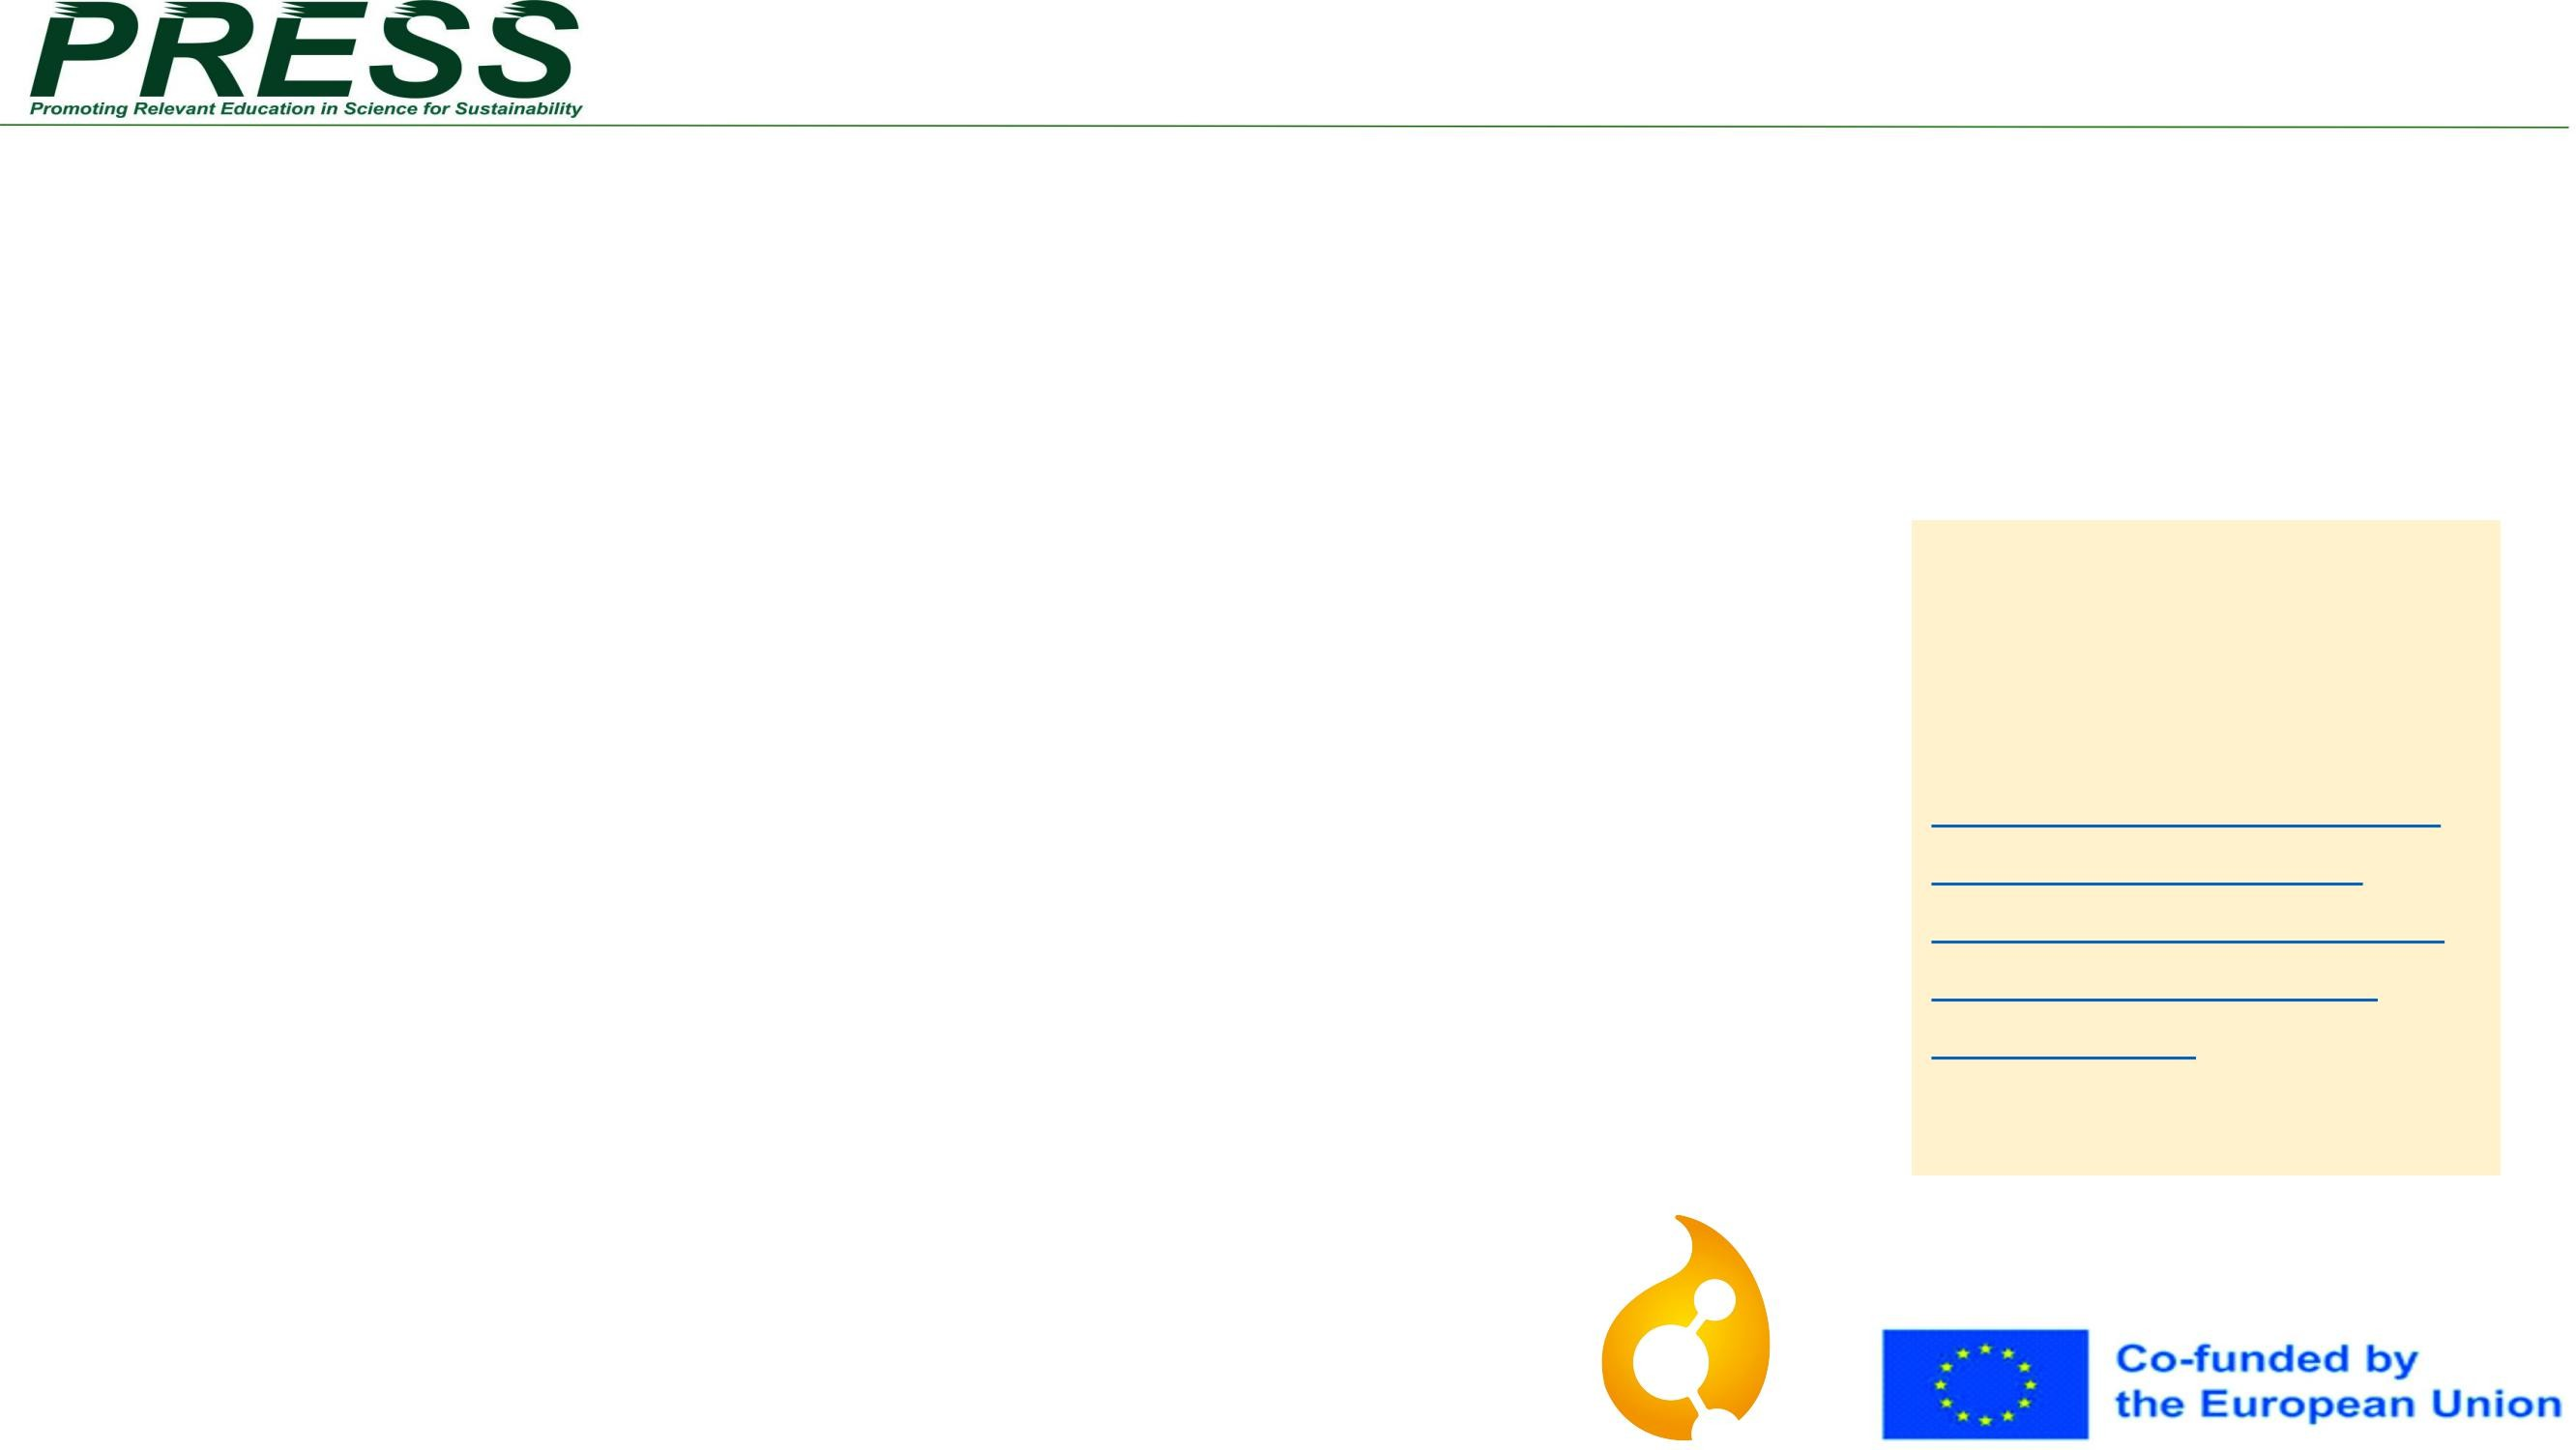 PRESS
Promoting Relevant Education in Science for Sustainability
Co-funded by
the European Union